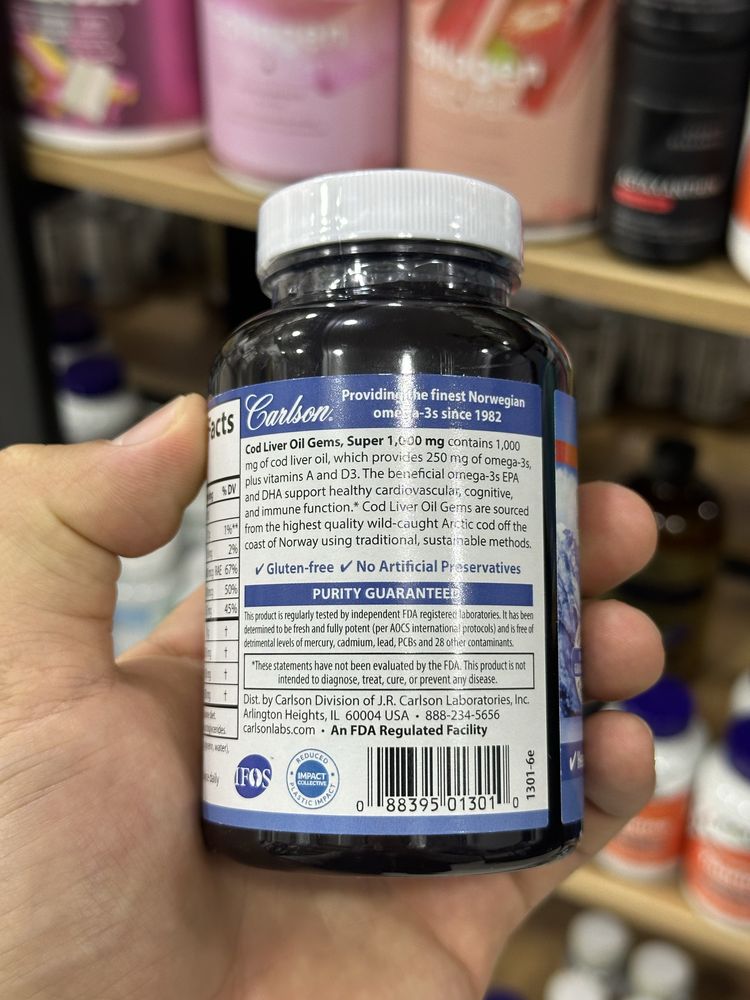 Collagen
Facts
% DV
1%**
2%
RAE 67%
50%
45%
†
†
†
†
daily
Carlson®
Providing the finest Norwegian
omega-3s since 1982
Cod Liver Oil Gems, Super 1,000 mg contains 1,000
mg of cod liver oil, which provides 250 mg of omega-3s,
plus vitamins A and D3. The beneficial omega-3s EPA
and DHA support healthy cardiovascular, cognitive,
and immune function.* Cod Liver Oil Gems are sourced
from the highest quality wild-caught Arctic cod off the
coast of Norway using traditional, sustainable methods.
✓ Gluten-free ✓ No Artificial Preservatives
PURITY GUARANTEED
This product is regularly tested by independent FDA registered laboratories. It has been
determined to be fresh and fully potent (per AOCS international protocols) and is free of
detrimental levels of mercury, cadmium, lead, PCBs and 28 other contaminants.
*These statements have not been evaluated by the FDA. This product is not
intended to diagnose, treat, cure, or prevent any disease.
Dist. by Carlson Division of J.R. Carlson Laboratories, Inc.
Arlington Heights, IL 60004 USA • 888-234-5656
carlsonlabs.com • An FDA Regulated Facility
IFOS
REDUCED
IMPACT
COLLECTIVE
PLASTIC IMPACT
0 88395 01301 0
1301-6e